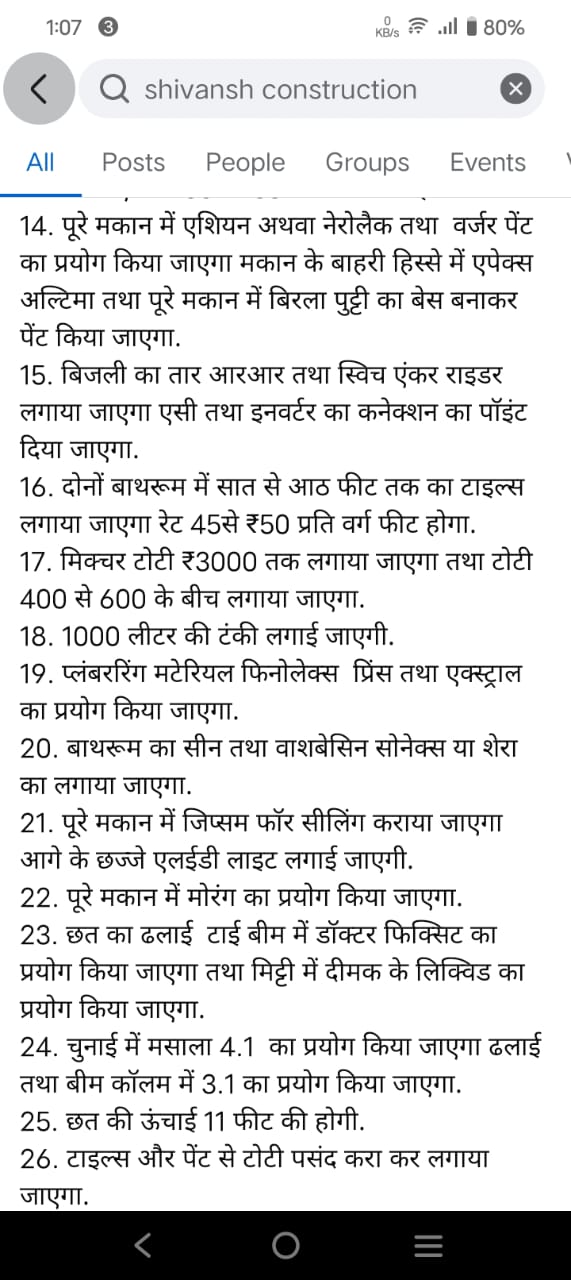 1:07 3 0 KB/s 80%
shivansh construction
All Posts People Groups Events
14. पूरे मकान में एशियन अथवा नेरोलैक तथा वर्जर पेंट
का प्रयोग किया जाएगा मकान के बाहरी हिस्से में एपेक्स
अल्टिमा तथा पूरे मकान में बिरला पुट्टी का बेस बनाकर
पेंट किया जाएगा.
15. बिजली का तार आरआर तथा स्विच एंकर राइडर
लगाया जाएगा एसी तथा इनवर्टर का कनेक्शन का पॉइंट
दिया जाएगा.
16. दोनों बाथरूम में सात से आठ फीट तक का टाइल्स
लगाया जाएगा रेट 45से ₹50 प्रति वर्ग फीट होगा.
17. मिक्चर टोटी ₹3000 तक लगाया जाएगा तथा टोटी
400 से 600 के बीच लगाया जाएगा.
18. 1000 लीटर की टंकी लगाई जाएगी.
19. प्लंबररिंग मटेरियल फिनोलेक्स प्रिंस तथा एक्स्ट्राल
का प्रयोग किया जाएगा.
20. बाथरूम का सीन तथा वाशबेसिन सोनेक्स या शेरा
का लगाया जाएगा.
21. पूरे मकान में जिप्सम फॉर सीलिंग कराया जाएगा
आगे के छज्जे एलईडी लाइट लगाई जाएगी.
22. पूरे मकान में मोरंग का प्रयोग किया जाएगा.
23. छत का ढलाई टाई बीम में डॉक्टर फिक्सिट का
प्रयोग किया जाएगा तथा मिट्टी में दीमक के लिक्विड का
प्रयोग किया जाएगा.
24. चुनाई में मसाला 4.1 का प्रयोग किया जाएगा ढलाई
तथा बीम कॉलम में 3.1 का प्रयोग किया जाएगा.
25. छत की ऊंचाई 11 फीट की होगी.
26. टाइल्स और पेंट से टोटी पसंद करा कर लगाया
जाएगा.